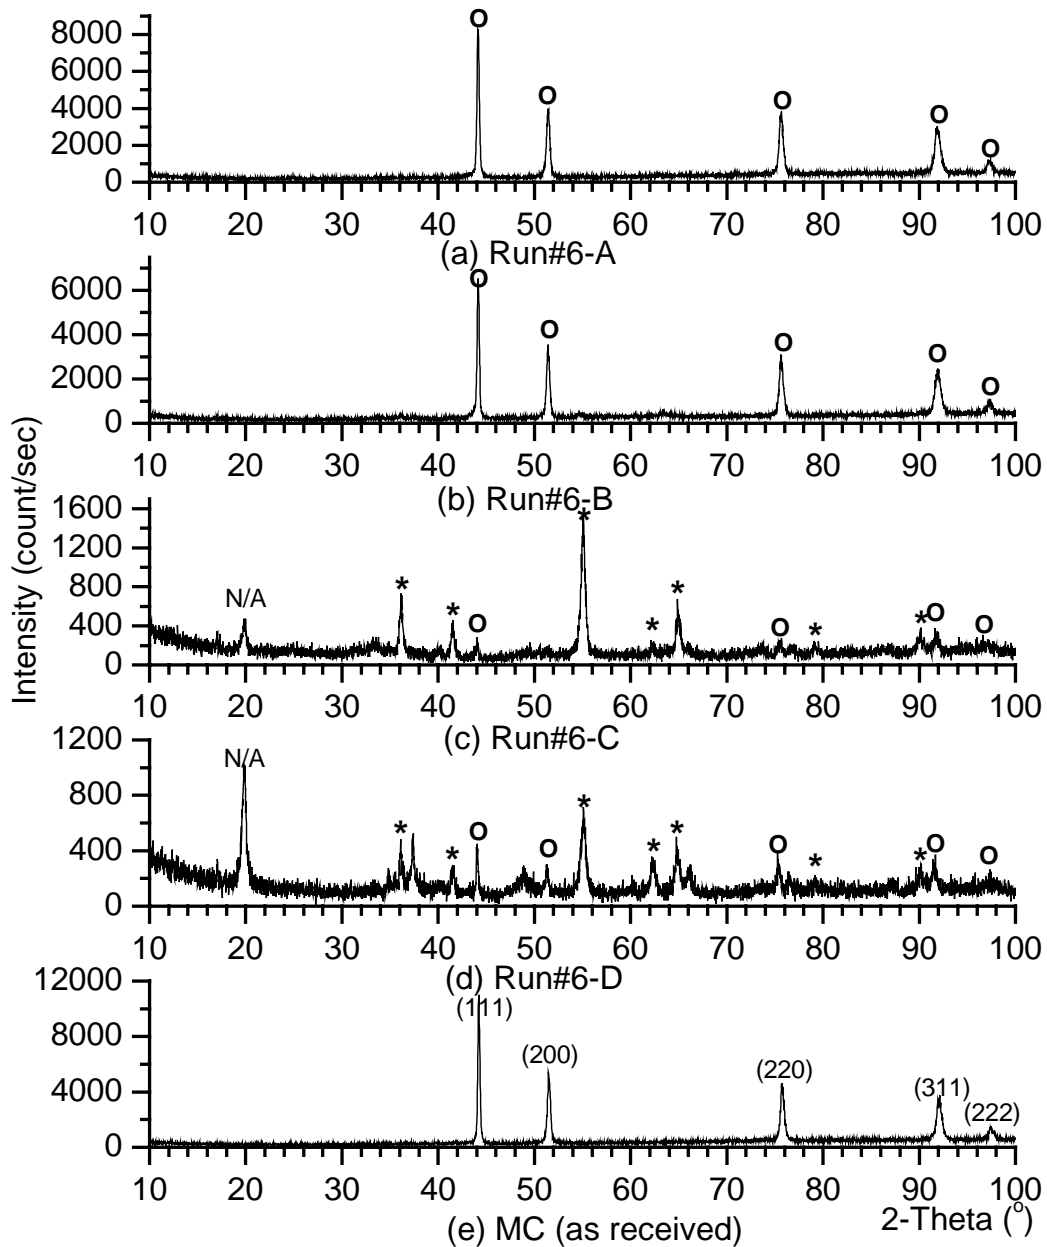 8000
6000
4000
2000
0
O O O O O
10 20 30 40 50 60 70 80 90 100
(a) Run#6-A
6000
4000
2000
0
O O O O O
10 20 30 40 50 60 70 80 90 100
(b) Run#6-B
Intensity (count/sec)
1600
1200
800
400
0
N/A * * O * * * O * * O O
10 20 30 40 50 60 70 80 90 100
(c) Run#6-C
1200
800
400
0
N/A * * O O * * * O * * O O
10 20 30 40 50 60 70 80 90 100
(d) Run#6-D
12000
8000
4000
0
(111) (200) (220) (311) (222)
10 20 30 40 50 60 70 80 90 100
(e) MC (as received)
2-Theta (°)